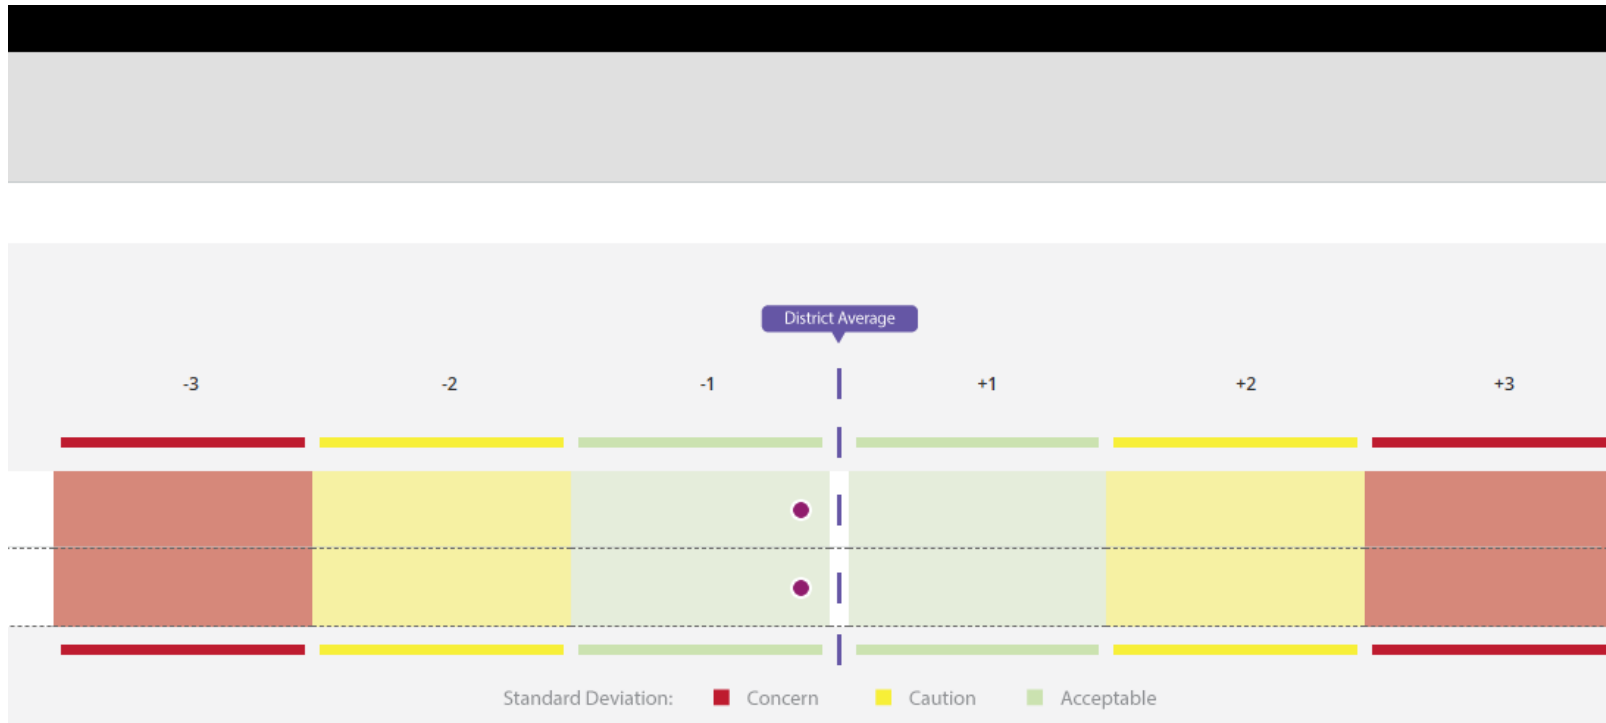 District Average
-3 -2 -1 +1 +2 +3
Standard Deviation: Concern Caution Acceptable